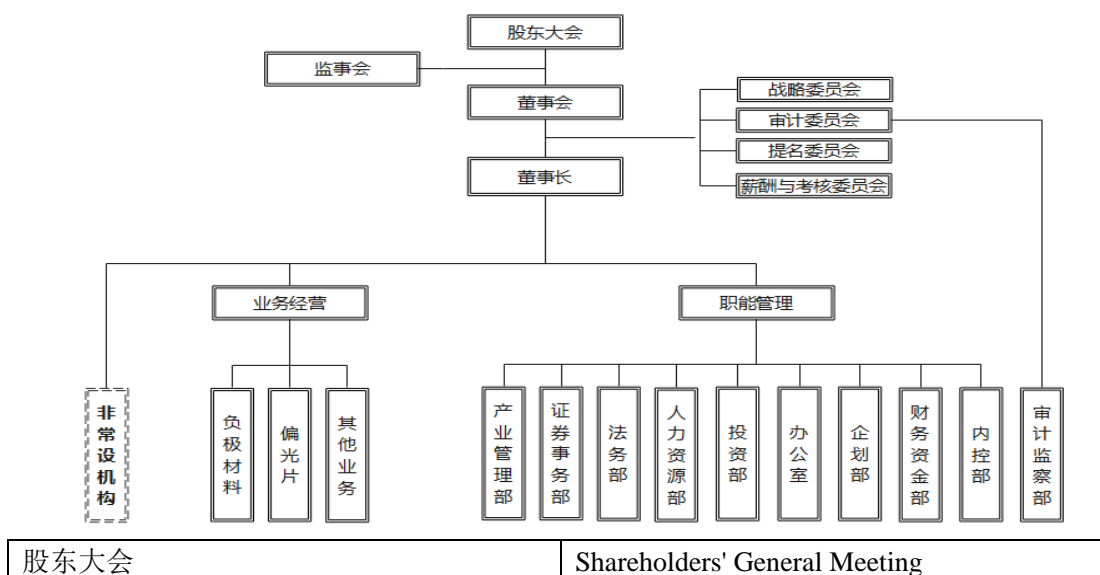 股东大会
监事会
董事会
董事长
战略委员会
审计委员会
提名委员会
薪酬与考核委员会
业务经营
职能管理
非常设机构
负极材料
偏光片
其他业务
产业管理部
证券事务部
法务部
人力资源部
投资部
办公室
企划部
财务资金部
内控部
审计监察部
股东大会 Shareholders' General Meeting